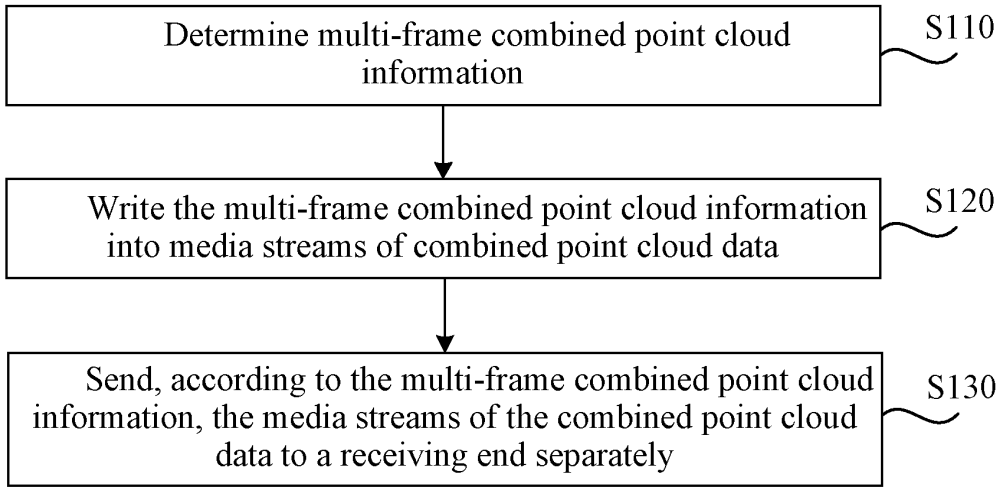 Determine multi-frame combined point cloud
information
S110
Write the multi-frame combined point cloud information
into media streams of combined point cloud data
S120
Send, according to the multi-frame combined point cloud
information, the media streams of the combined point cloud
data to a receiving end separately
S130